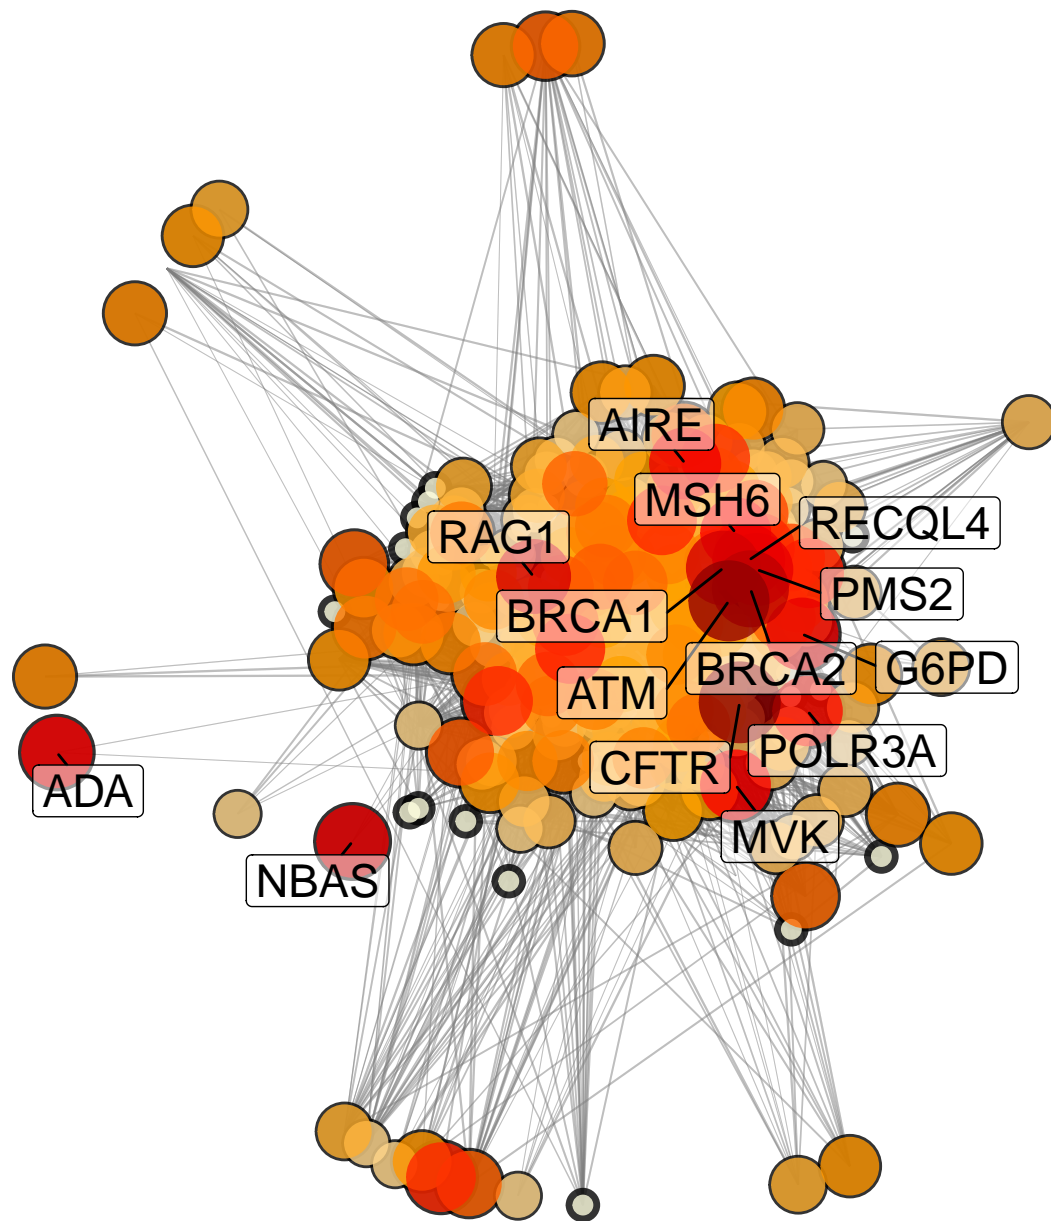 AIRE
MSH6
RECQL4
RAG1
PMS2
BRCA1
BRCA2
G6PD
ATM
POLR3A
CFTR
ADA
MVK
NBAS